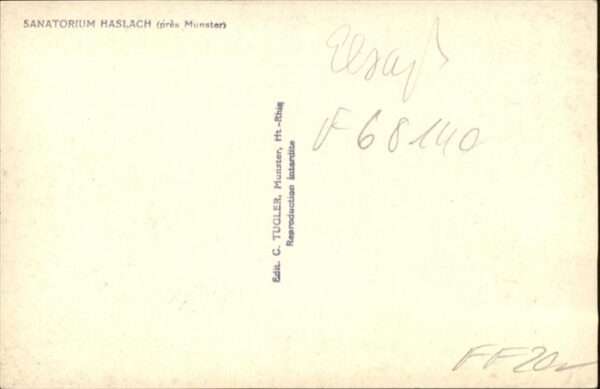 SANATORIUM HASLACH (près Munster)
Elsaß
F 68140
Edit. C. TUGLER, Munster, Ht.-Rhin
Reproduction interdite
FF20